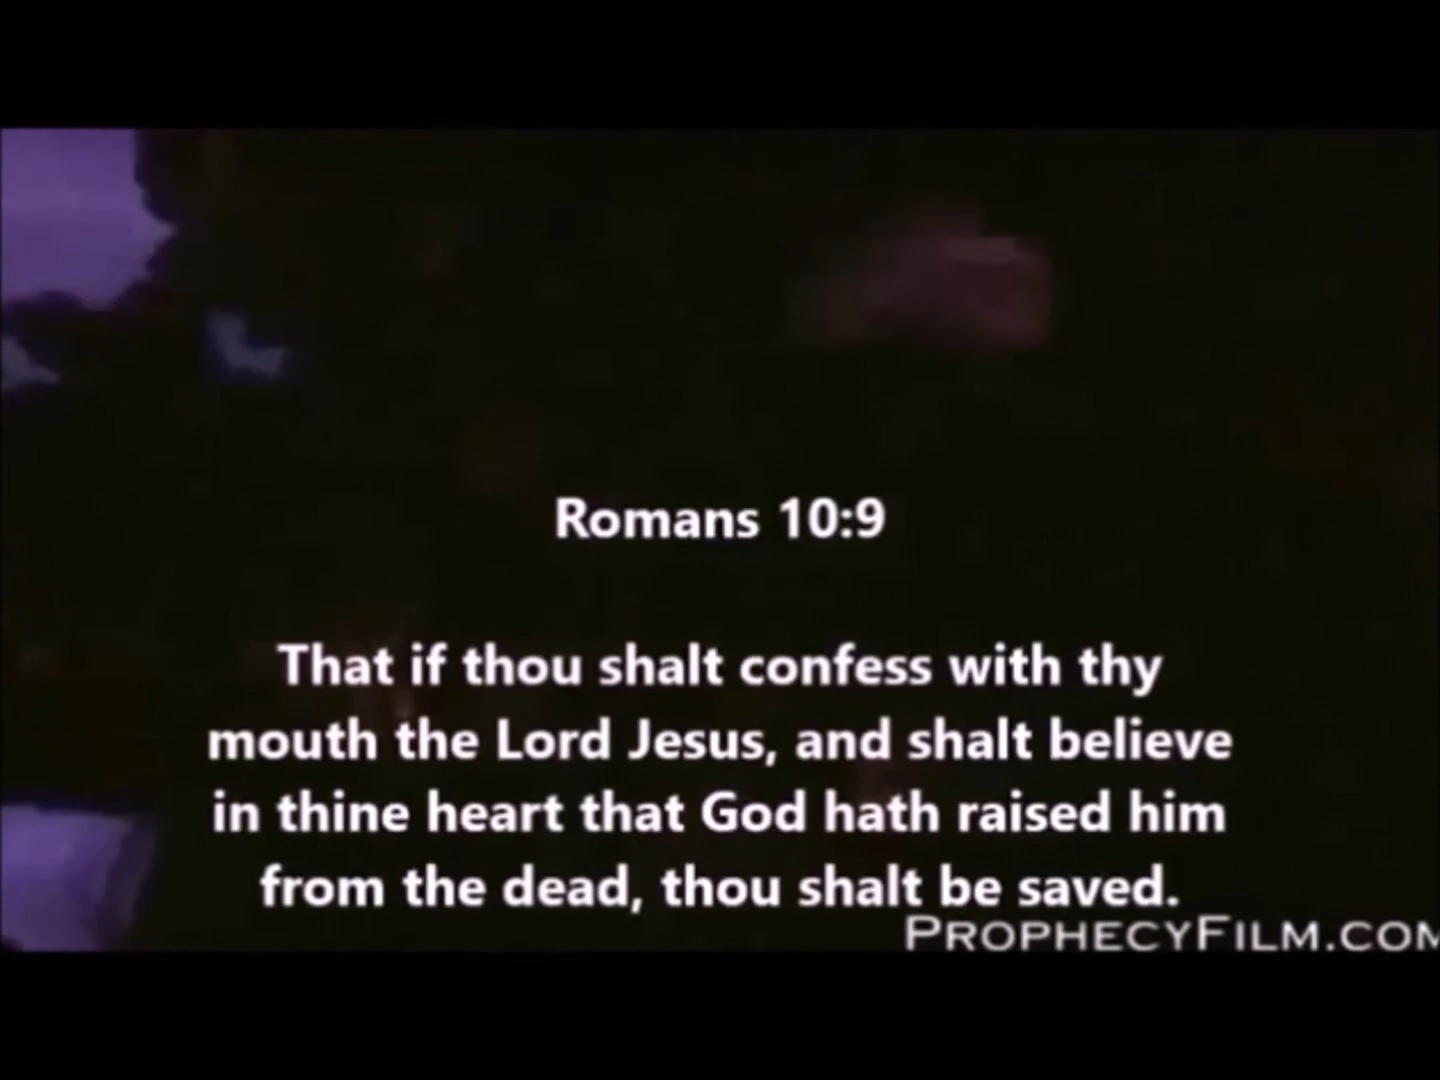 Romans 10:9
That if thou shalt confess with thy
mouth the Lord Jesus, and shalt believe
in thine heart that God hath raised him
from the dead, thou shalt be saved.
PROPHECYFILM.COM